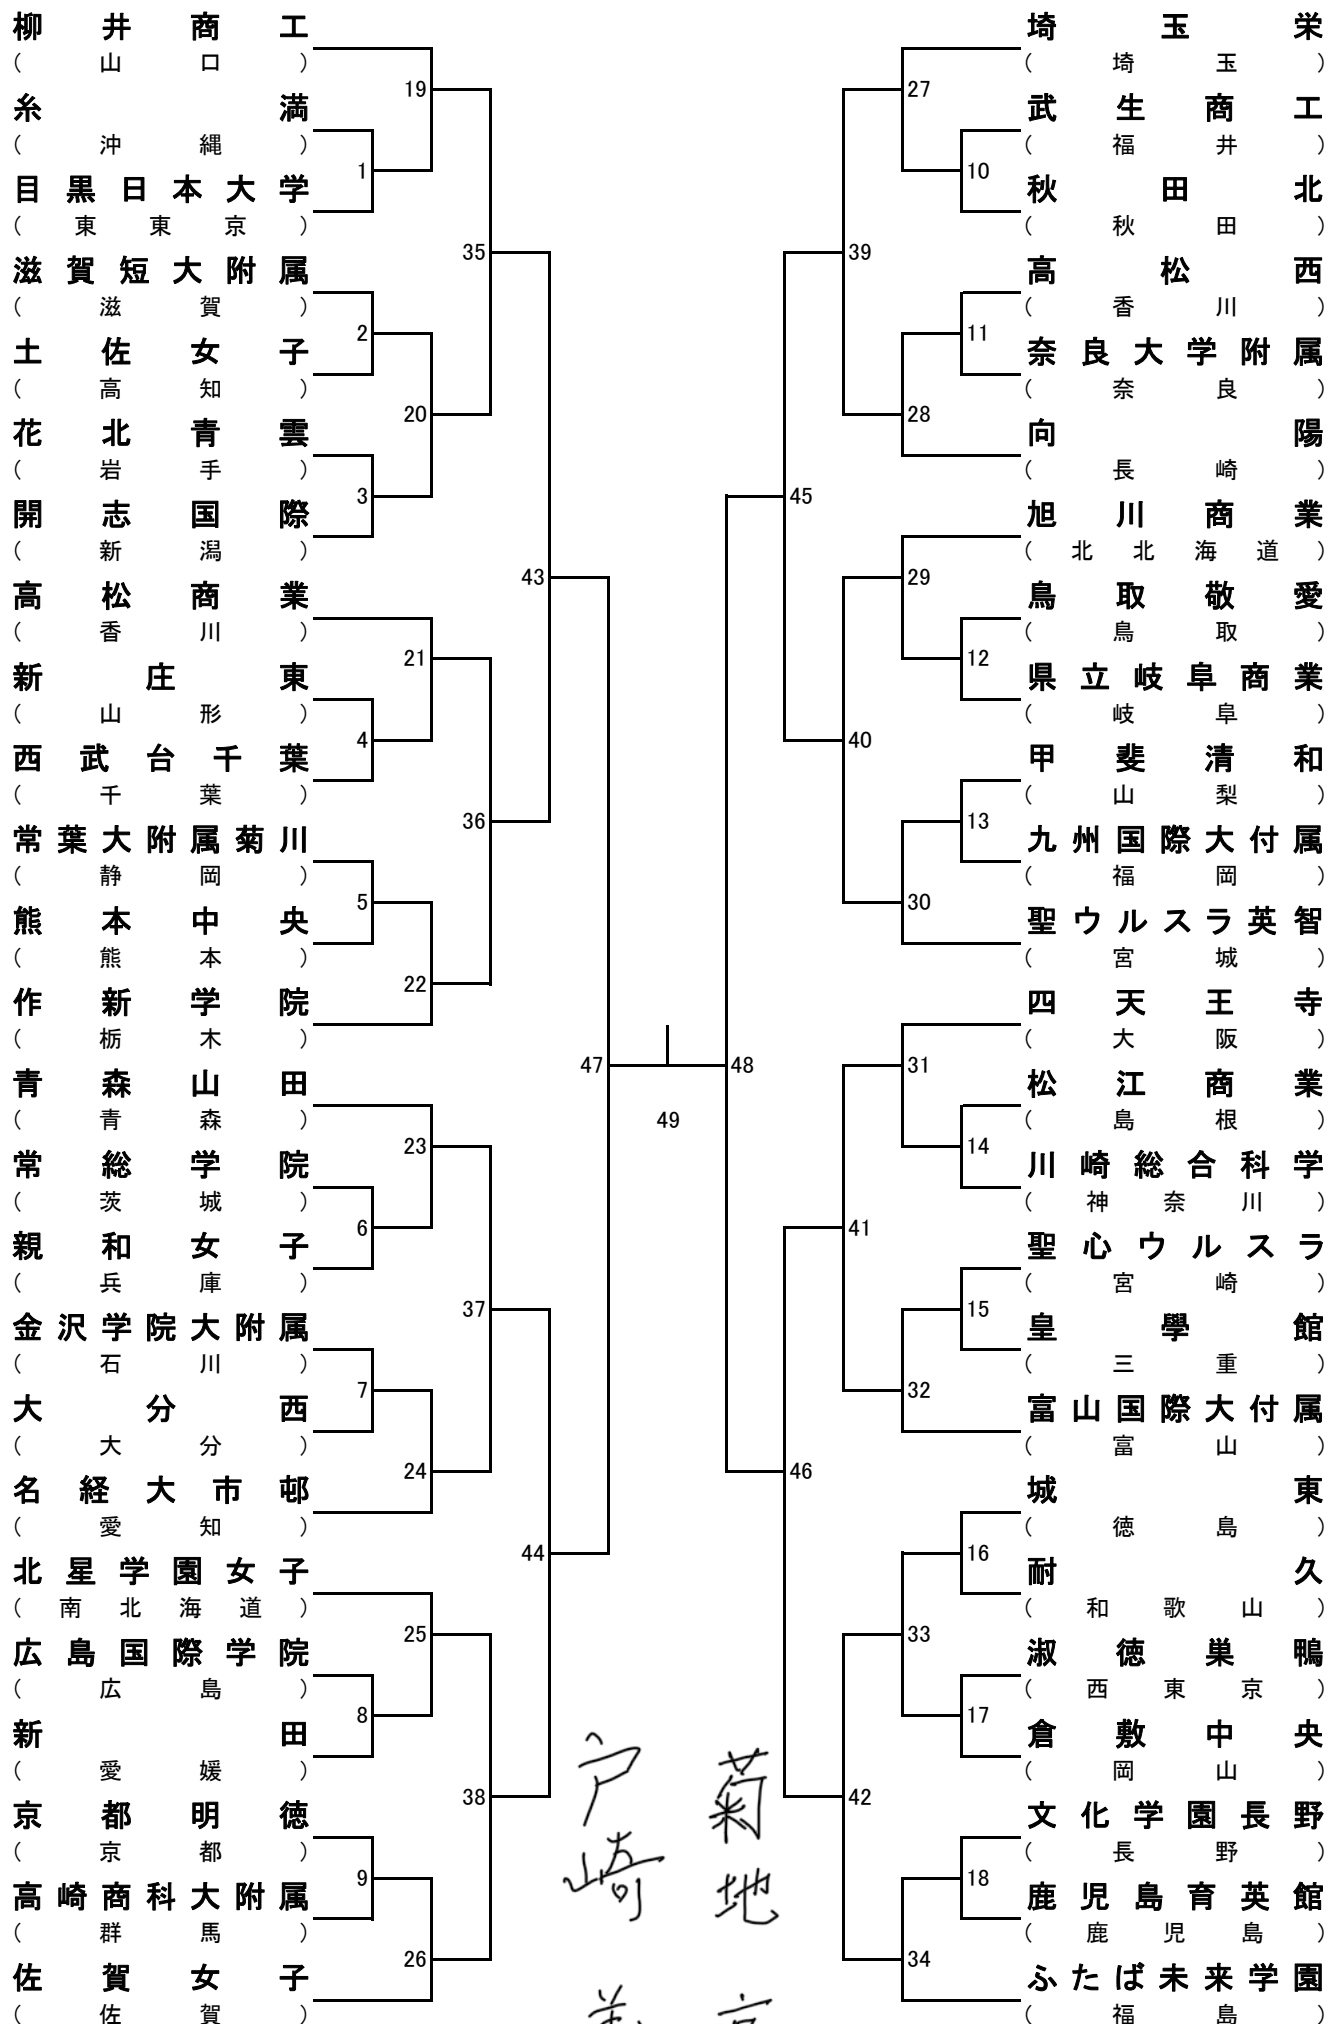 柳井商工
(山口)
糸満
(沖縄)
目黒日本大学
(東東京)
滋賀短大附属
(滋賀)
土佐女子
(高知)
花北青雲
(岩手)
開志国際
(新潟)
高松商業
(香川)
新庄東
(山形)
西武台千葉
(千葉)
常葉大附属菊川
(静岡)
熊本中央
(熊本)
作新学院
(栃木)
青森山田
(青森)
常総学院
(茨城)
親和女子
(兵庫)
金沢学院大附属
(石川)
大分西
(大分)
名経大市邨
(愛知)
北星学園女子
(南北海道)
広島国際学院
(広島)
新田
(愛媛)
京都明徳
(京都)
高崎商科大附属
(群馬)
佐賀女子
(佐賀)
19
1
35
2
20
3
43
21
4
36
5
22
47
23
6
37
7
24
44
25
8
38
9
26
49
戸崎
菊地
48
45
46
39
40
41
42
27
10
11
28
29
12
13
30
31
14
15
32
16
33
17
18
34
埼玉栄
(埼玉)
武生商工
(福井)
秋田北
(秋田)
高松西
(香川)
奈良大学附属
(奈良)
向陽
(長崎)
旭川商業
(北北海道)
鳥取敬愛
(鳥取)
県立岐阜商業
(岐阜)
甲斐清和
(山梨)
九州国際大付属
(福岡)
聖ウルスラ英智
(宮城)
四天王寺
(大阪)
松江商業
(島根)
川崎総合科学
(神奈川)
聖心ウルスラ
(宮崎)
皇學館
(三重)
富山国際大付属
(富山)
城東
(徳島)
耐久
(和歌山)
淑徳巣鴨
(西東京)
倉敷中央
(岡山)
文化学園長野
(長野)
鹿児島育英館
(鹿児島)
ふたば未来学園
(福島)